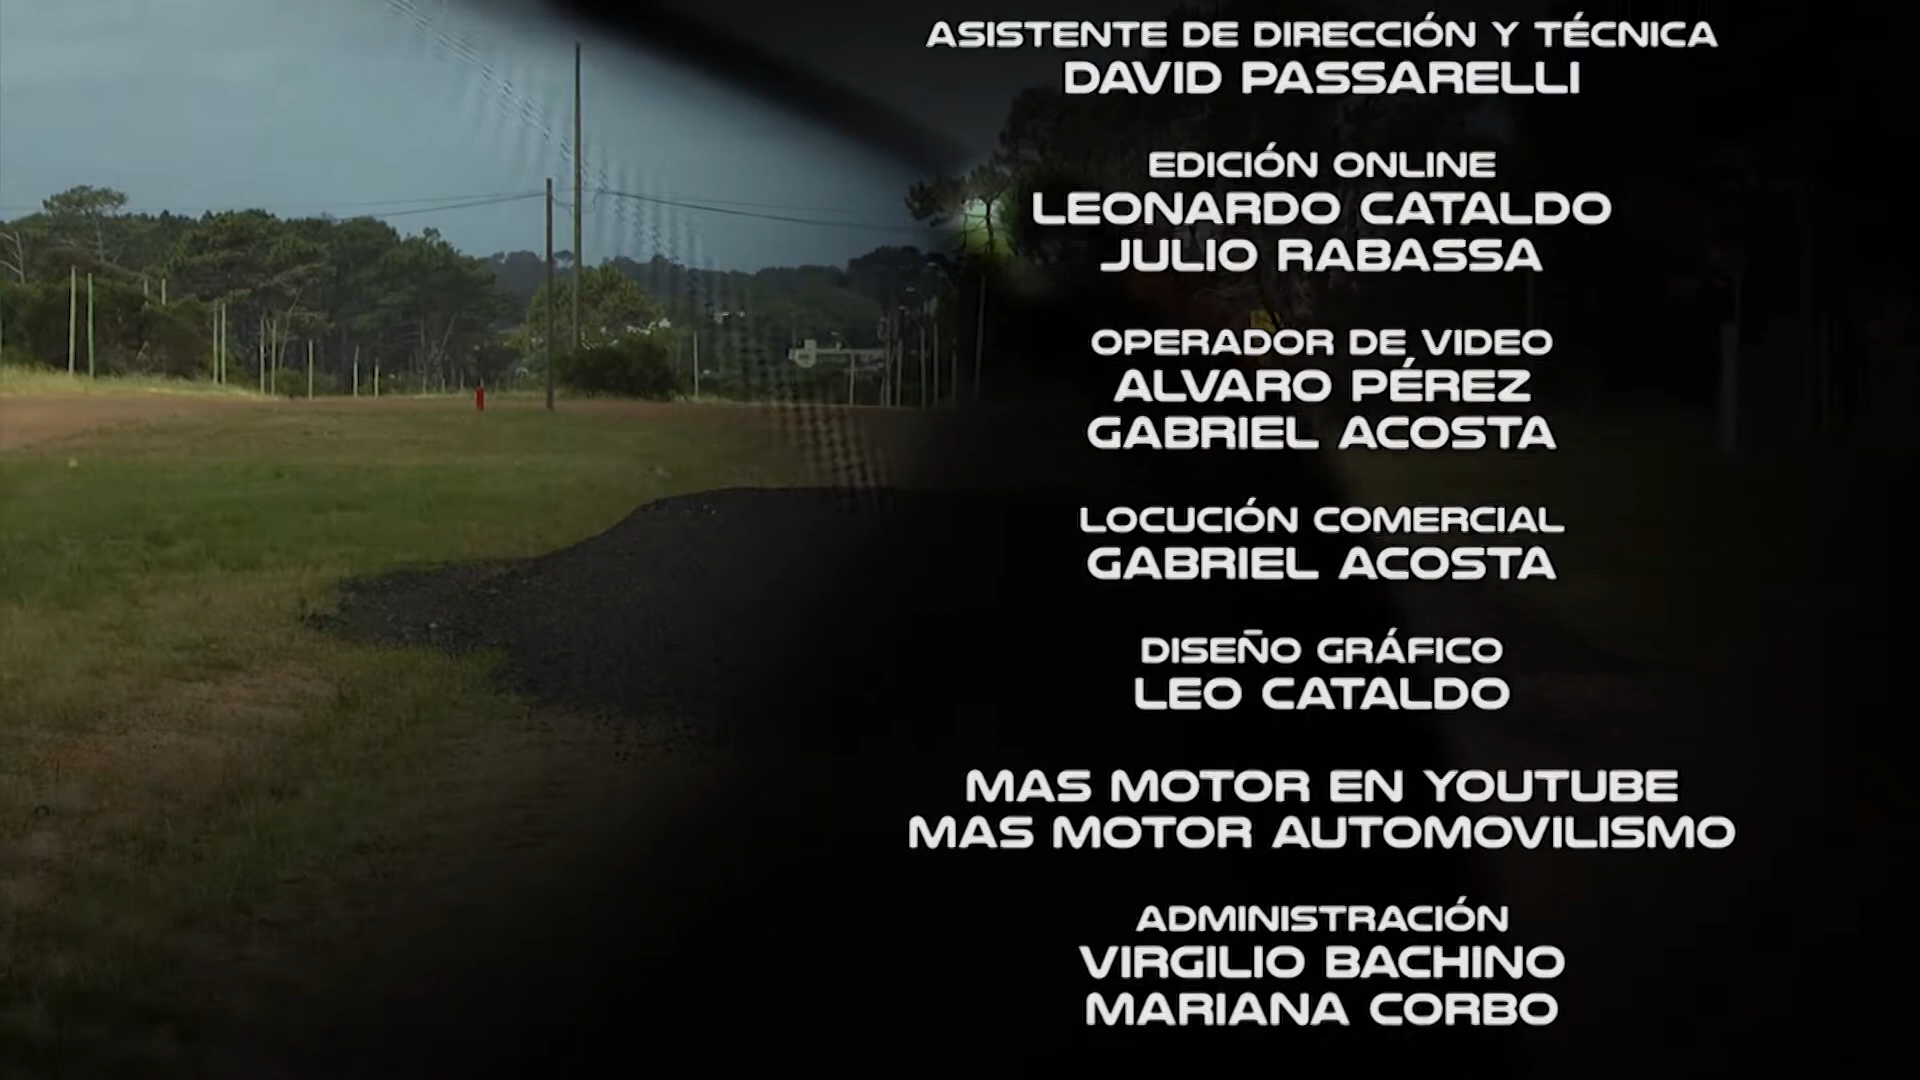 ASISTENTE DE DIRECCIÓN Y TÉCNICA
DAVID PASSARELLI
EDICIÓN ONLINE
LEONARDO CATALDO
JULIO RABASSA
OPERADOR DE VIDEO
ALVARO PÉREZ
GABRIEL ACOSTA
LOCUCIÓN COMERCIAL
GABRIEL ACOSTA
DISEÑO GRÁFICO
LEO CATALDO
MAS MOTOR EN YOUTUBE
MAS MOTOR AUTOMOVILISMO
ADMINISTRACIÓN
VIRGILIO BACHINO
MARIANA CORBO